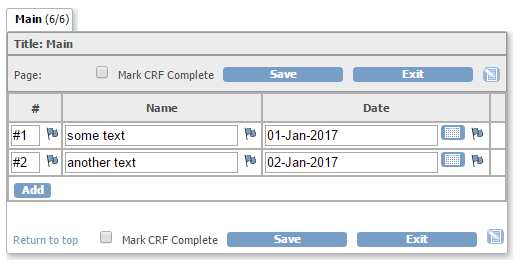 Main (6/6)
Title: Main
Page: Mark CRF Complete Save Exit
# Name Date
#1 some text 01-Jan-2017
#2 another text 02-Jan-2017
Add
Return to top Mark CRF Complete Save Exit